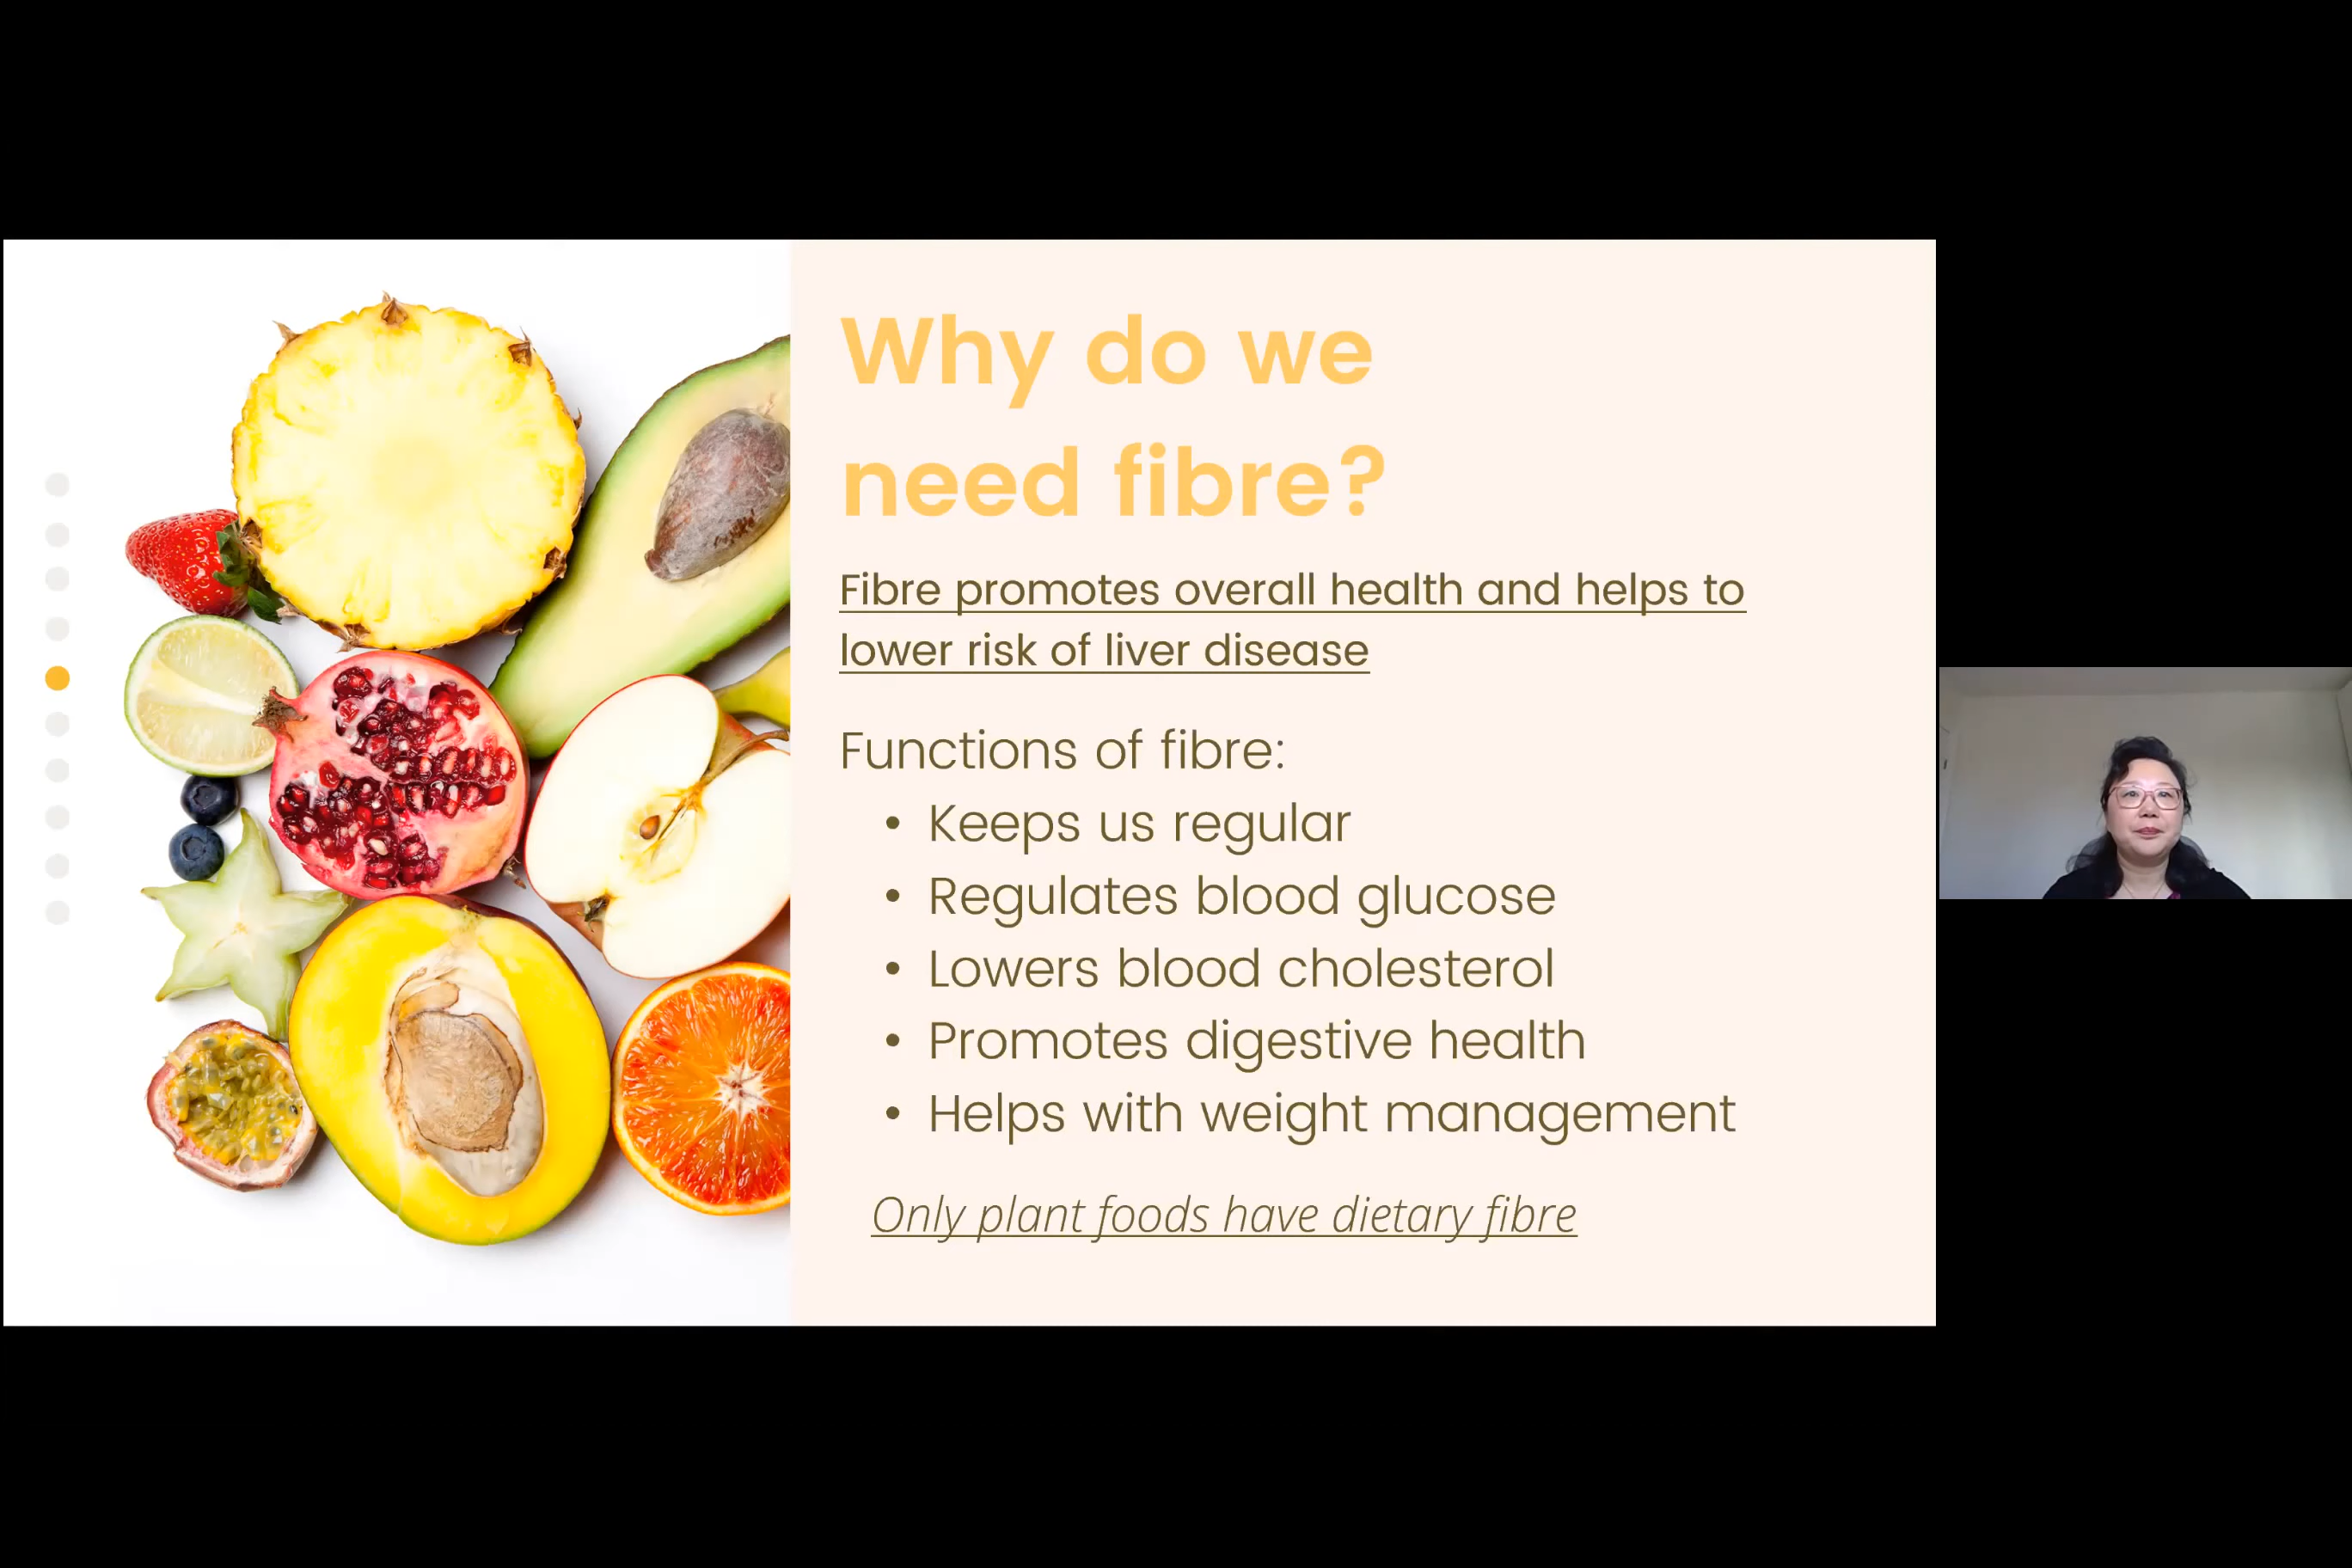 Why do we
need fibre?
Fibre promotes overall health and helps to
lower risk of liver disease
Functions of fibre:
• Keeps us regular
• Regulates blood glucose
• Lowers blood cholesterol
• Promotes digestive health
• Helps with weight management
Only plant foods have dietary fibre